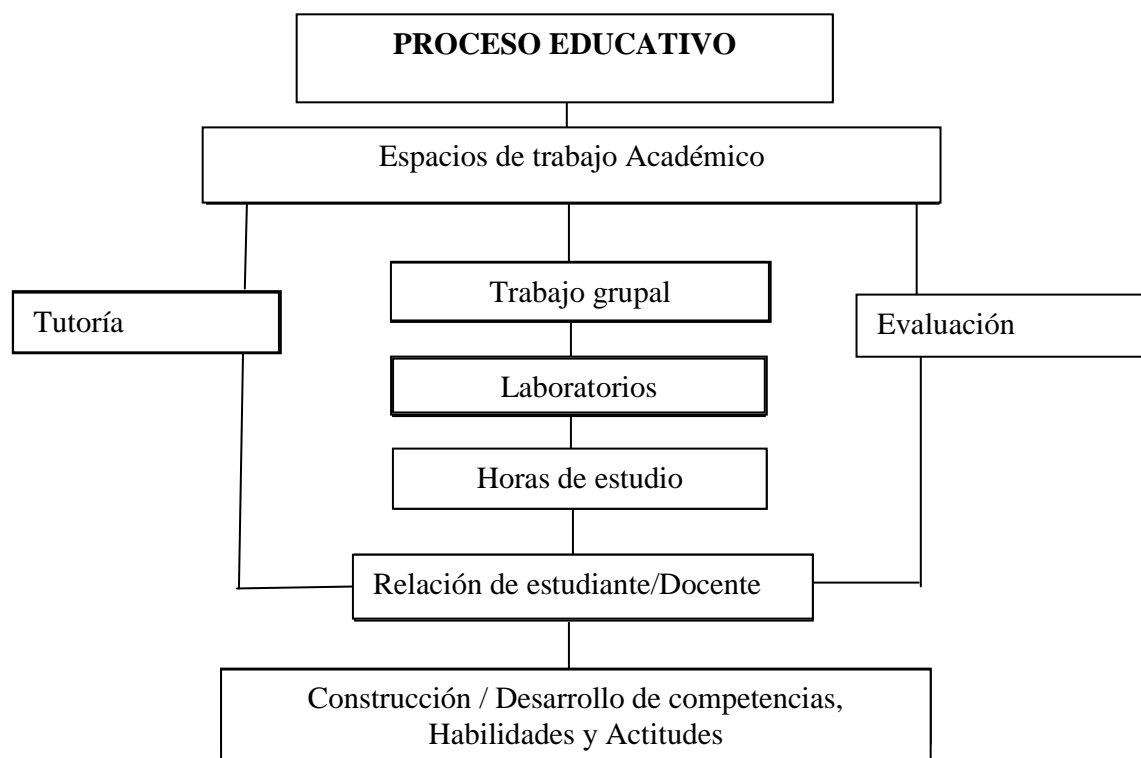 PROCESO EDUCATIVO
Espacios de trabajo Académico
Trabajo grupal
Tutoría
Evaluación
Laboratorios
Horas de estudio
Relación de estudiante/Docente
Construcción / Desarrollo de competencias,
Habilidades y Actitudes